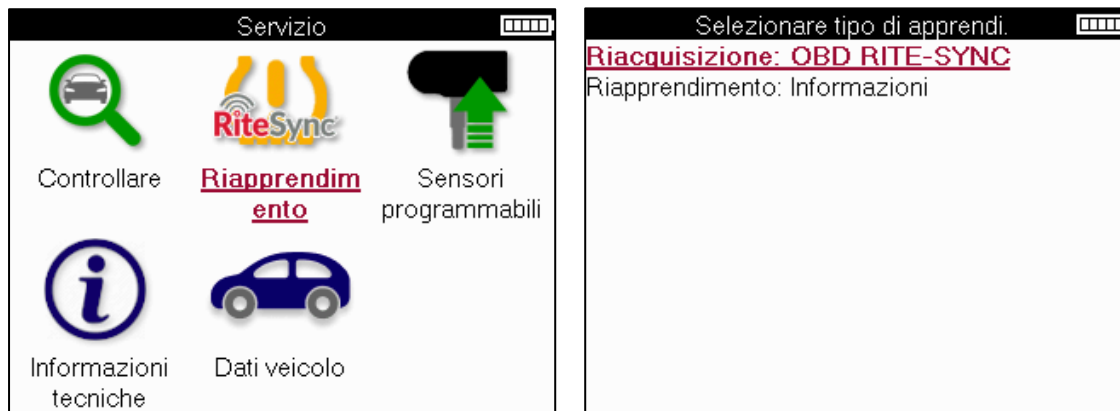 Servizio
RiteSync
Controllare
Riapprendim
ento
Sensori
programmabili
Informazioni
tecniche
Dati veicolo
Selezionare tipo di apprendi.
Riacquisizione: OBD RITE-SYNC
Riapprendimento: Informazioni